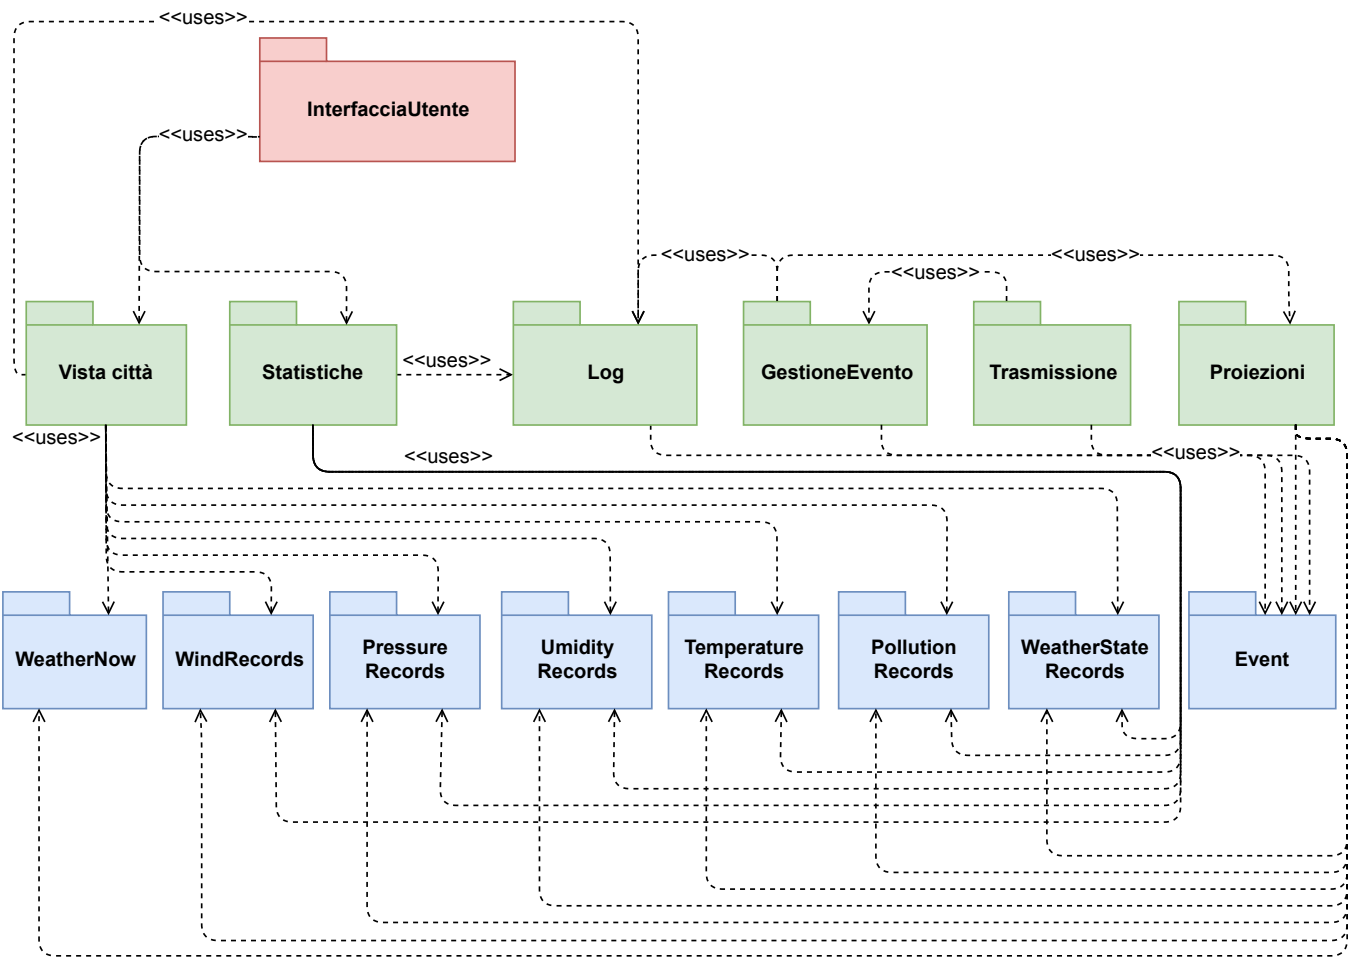 <<uses>>
InterfacciaUtente
<<uses>>
<<uses>>
<<uses>>
<<uses>>
Vista città
Statistiche
<<uses>>
Log
GestioneEvento
Trasmissione
Proiezioni
<<uses>>
<<uses>>
<<uses>>
WeatherNow
WindRecords
Pressure
Records
Umidity
Records
Temperature
Records
Pollution
Records
WeatherState
Records
Event